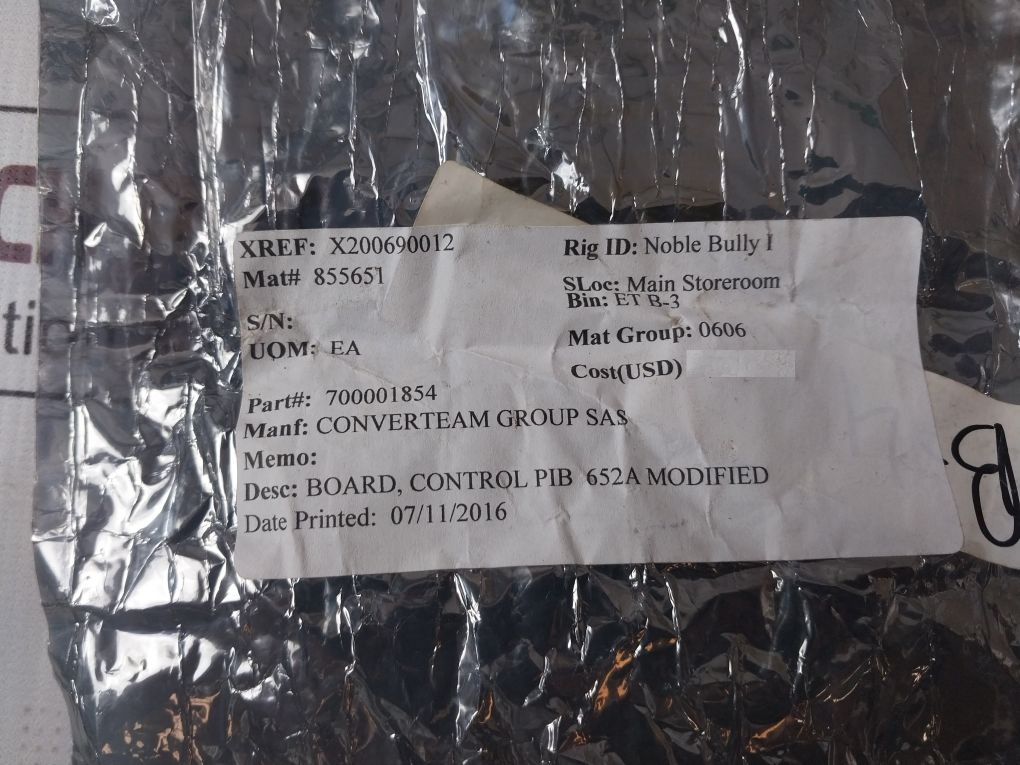 XREF: X200690012
Mat# 855651
S/N:
UOM: EA
Part#: 700001854
Manf: CONVERTEAM GROUP SAS
Memo:
Desc: BOARD, CONTROL PIB 652A MODIFIED
Date Printed: 07/11/2016
Rig ID: Noble Bully I
SLoc: Main Storeroom
Bin: ET B-3
Mat Group: 0606
Cost(USD)
B
ti